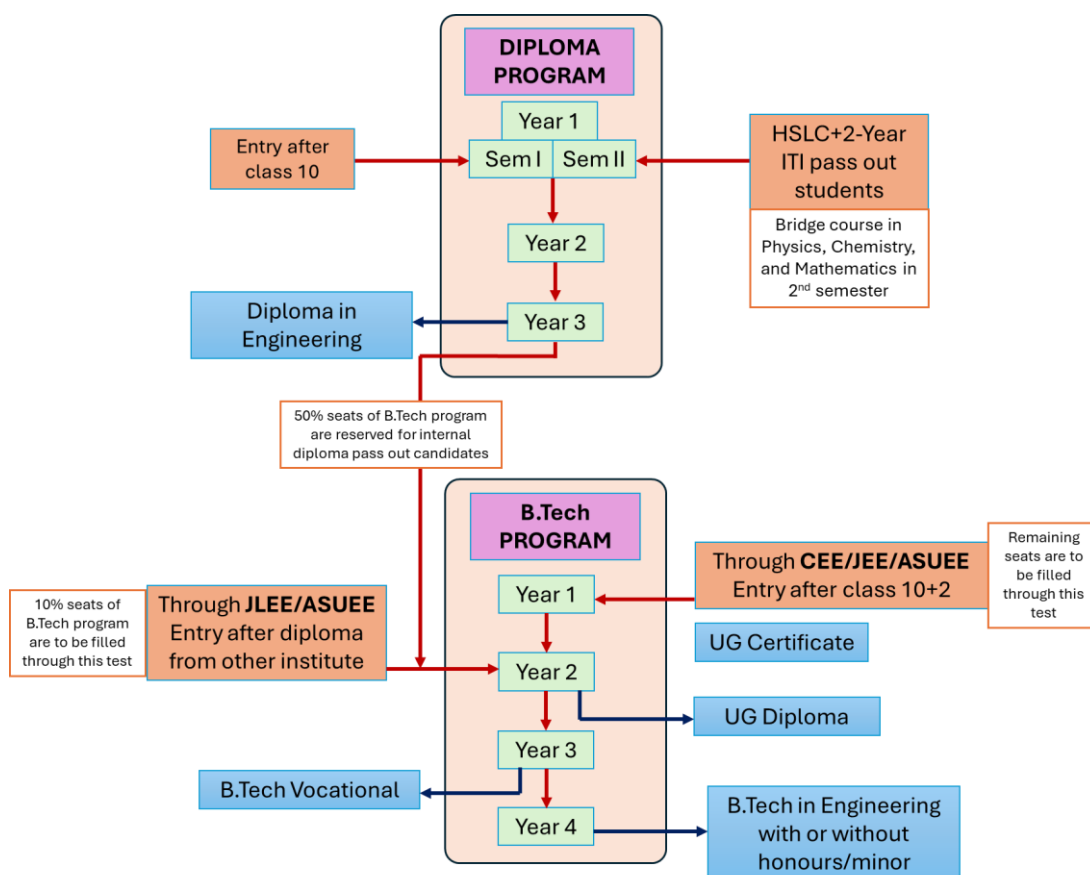 DIPLOMA
PROGRAM
Year 1
Sem I
Sem II
Entry after
class 10
HSLC+2-Year
ITI pass out
students
Bridge course in
Physics, Chemistry,
and Mathematics in
2nd semester
Year 2
Year 3
Diploma in
Engineering
50% seats of B.Tech program
are reserved for internal
diploma pass out candidates
B.Tech
PROGRAM
Year 1
Through CEE/JEE/ASUEE
Entry after class 10+2
Remaining
seats are to
be filled
through this
test
10% seats of
B.Tech program
are to be filled
through this test
Through JLEE/ASUEE
Entry after diploma
from other institute
UG Certificate
Year 2
UG Diploma
Year 3
B.Tech Vocational
Year 4
B.Tech in Engineering
with or without
honours/minor